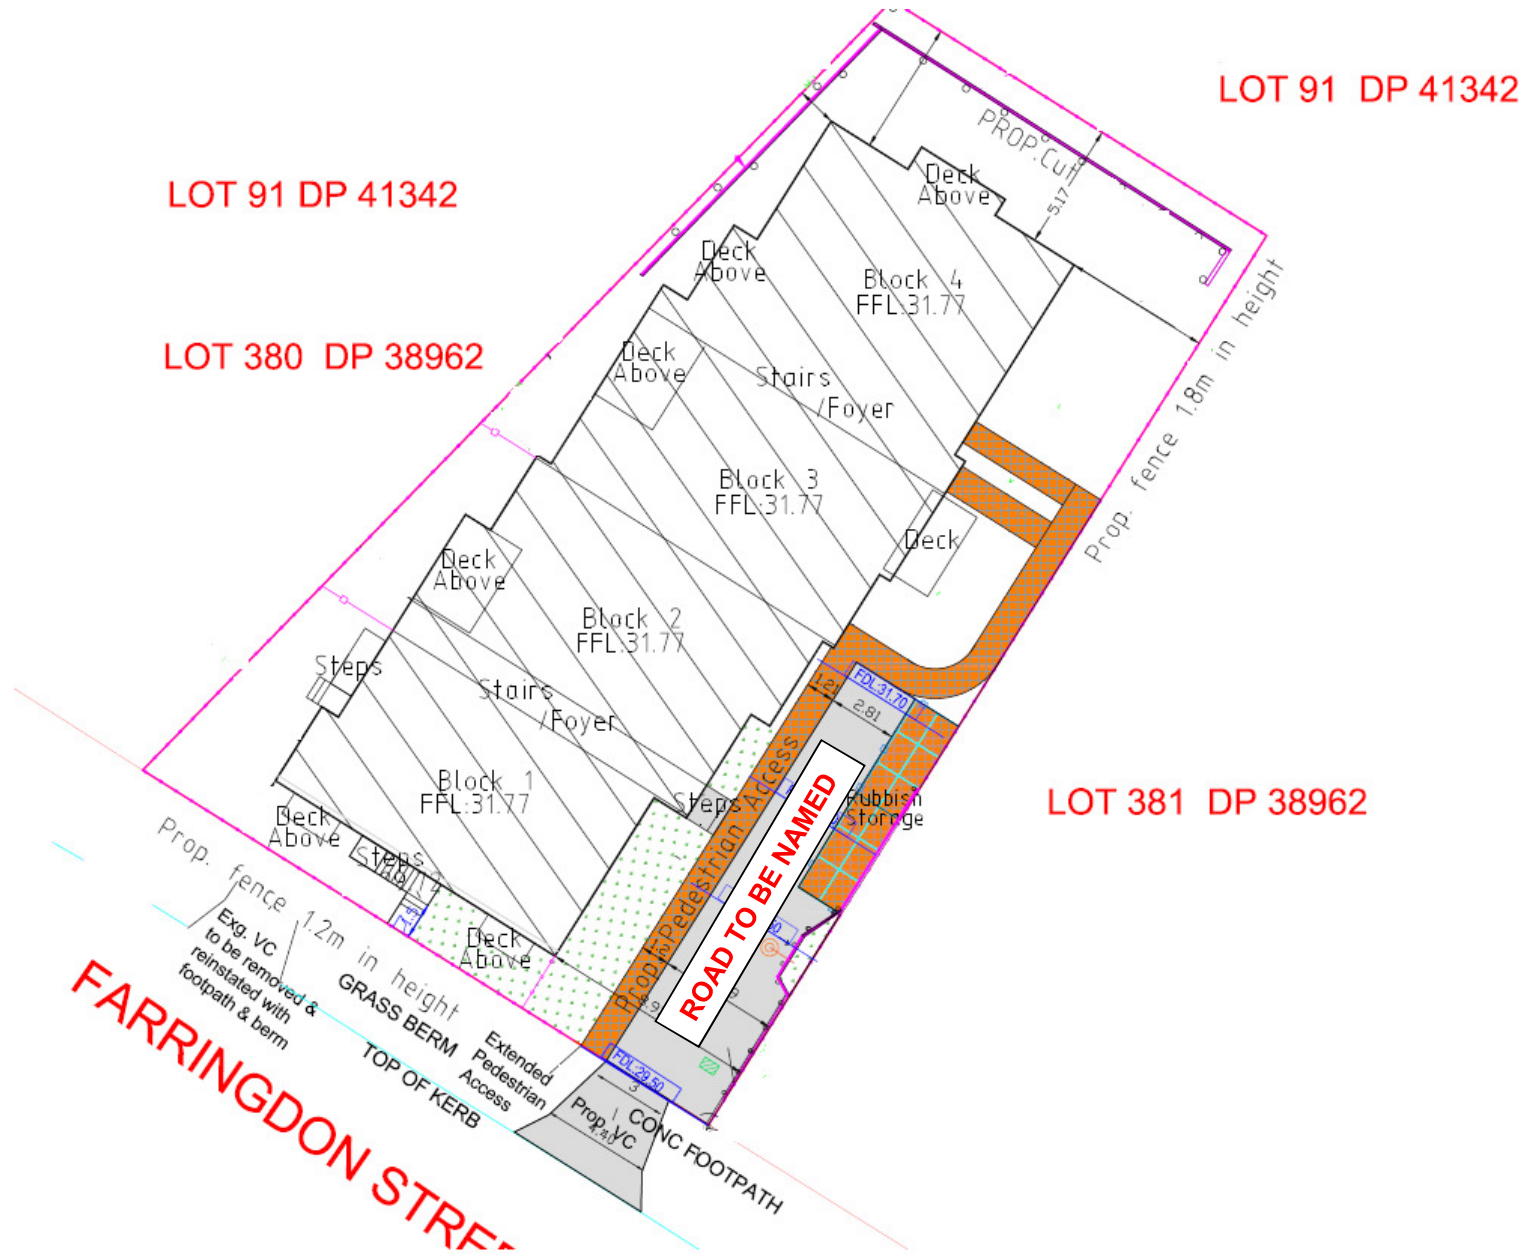 LOT 91 DP 41342
LOT 91 DP 41342
PROP.Cut
5.17
Deck
Above
Deck
Above
Block 4
FFL:31.77
LOT 380 DP 38962
Deck
Above
Stairs
/Foyer
Prop. fence 1.8m in height
Block 3
FFL:31.77
Deck
Deck
Above
Block 2
FFL:31.77
Steps
Stairs
/Foyer
1.21
FDL:31.70
2.81
Block 1
FFL:31.77
Steps
Rubbish
Storage
LOT 381 DP 38962
Prop. Pedestrian Access
ROAD TO BE NAMED
Deck
Above
Steps
Prop. fence 1.2m in height
Deck
Above
Exg. VC
to be removed &
reinstated with
footpath & berm
GRASS BERM
TOP OF KERB
Extended
Pedestrian
Access
FDL:29.50
3
Prop. VC
4.40
CONC FOOTPATH
FARRINGDON STREE